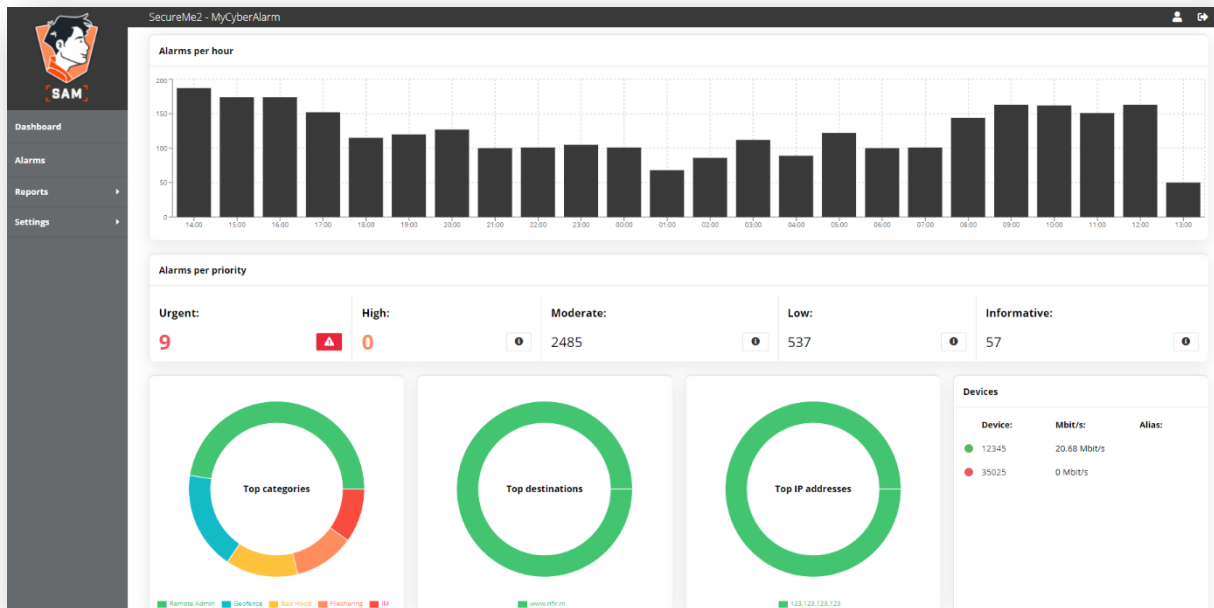 SecureMe2 - MyCyberAlarm
SAM
Dashboard
Alarms
Reports
Settings
Alarms per hour
200
150
100
50
0
14:00 15:00 16:00 17:00 18:00 19:00 20:00 21:00 22:00 23:00 00:00 01:00 02:00 03:00 04:00 05:00 06:00 07:00 08:00 09:00 10:00 11:00 12:00 13:00
Alarms per priority
Urgent: High: Moderate: Low: Informative:
9 0 2485 537 57
Top categories
Remote Admin Geofence Bad Hood Filesharing IM
Top destinations
www.nfir.nl
Top IP addresses
123.123.123.123
Devices
Device: Mbit/s: Alias:
12345 20.68 Mbit/s
35025 0 Mbit/s